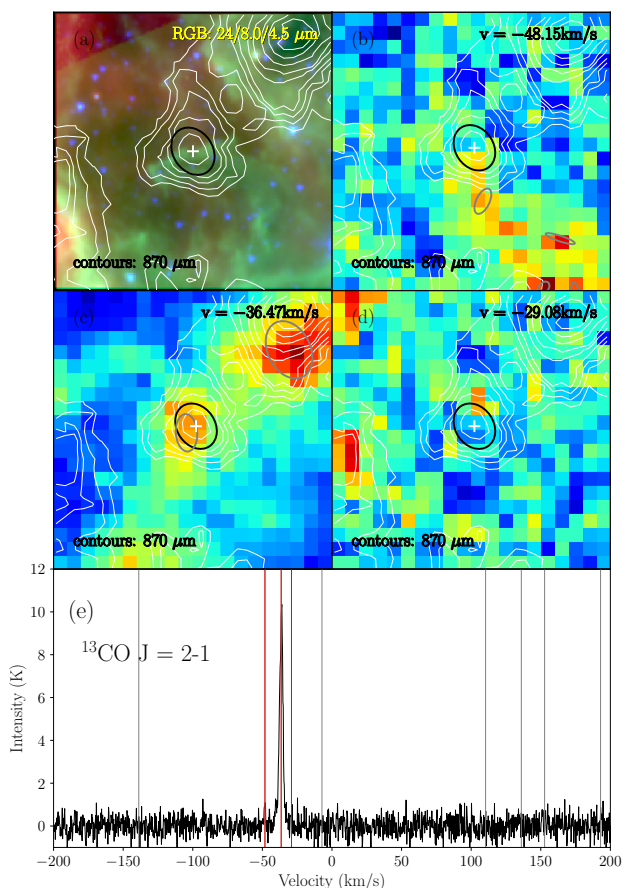 (a) RGB: 24/8.0/4.5 μm
contours: 870 μm
(b) v = −48.15km/s
contours: 870 μm
(c) v = −36.47km/s
contours: 870 μm
(d) v = −29.08km/s
contours: 870 μm
(e)
¹³CO J = 2-1
Intensity (K)
12
10
8
6
4
2
0
−200 −150 −100 −50 0 50 100 150 200
Velocity (km/s)